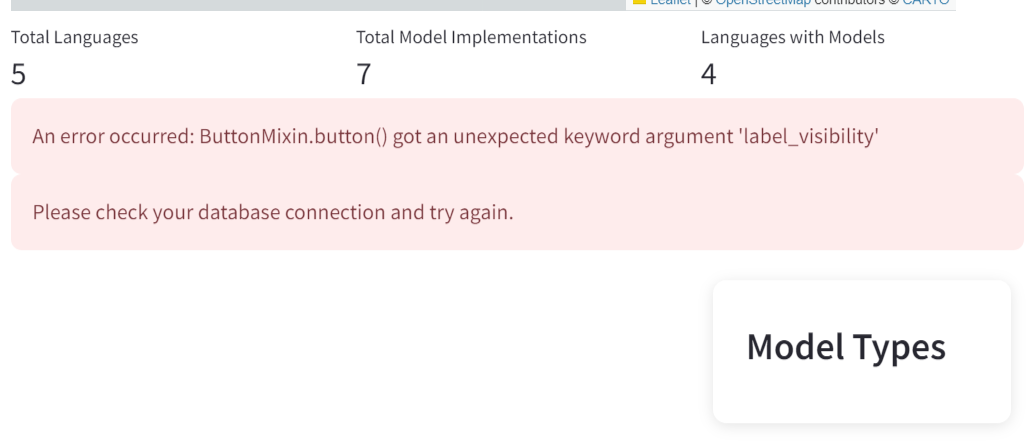 Leaflet | © OpenStreetMap contributors © CARTO
Total Languages
Total Model Implementations
Languages with Models
5
7
4
An error occurred: ButtonMixin.button() got an unexpected keyword argument 'label_visibility'
Please check your database connection and try again.
Model Types